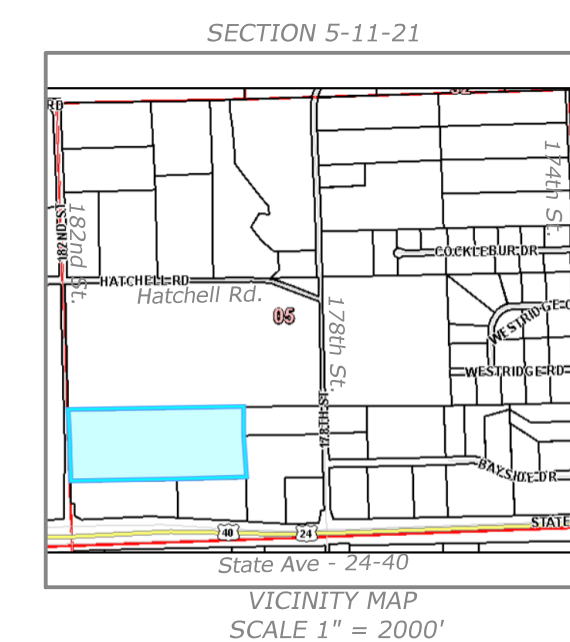 SECTION 5-11-21
RD
174th St.
182ND ST
182nd St.
COCKLEBUR DR
HATCHELL RD
Hatchell Rd.
178th St.
05
WESTRIDGE
WESTRIDGE RD
178TH ST
BAYSIDE DR
STATE
40
24
State Ave - 24-40
VICINITY MAP
SCALE 1" = 2000'